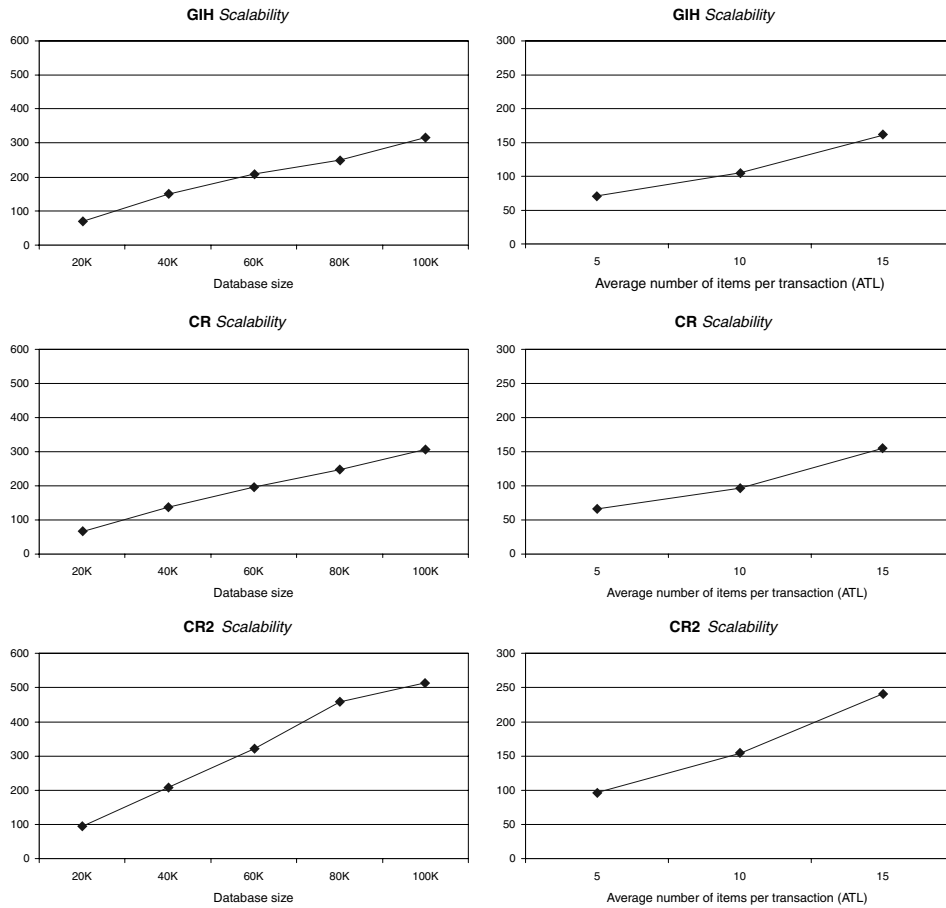 GIH Scalability
600
500
400
300
200
100
0
20K 40K 60K 80K 100K
Database size
GIH Scalability
300
250
200
150
100
50
0
5 10 15
Average number of items per transaction (ATL)
CR Scalability
600
500
400
300
200
100
0
20K 40K 60K 80K 100K
Database size
CR Scalability
300
250
200
150
100
50
0
5 10 15
Average number of items per transaction (ATL)
CR2 Scalability
600
500
400
300
200
100
0
20K 40K 60K 80K 100K
Database size
CR2 Scalability
300
250
200
150
100
50
0
5 10 15
Average number of items per transaction (ATL)